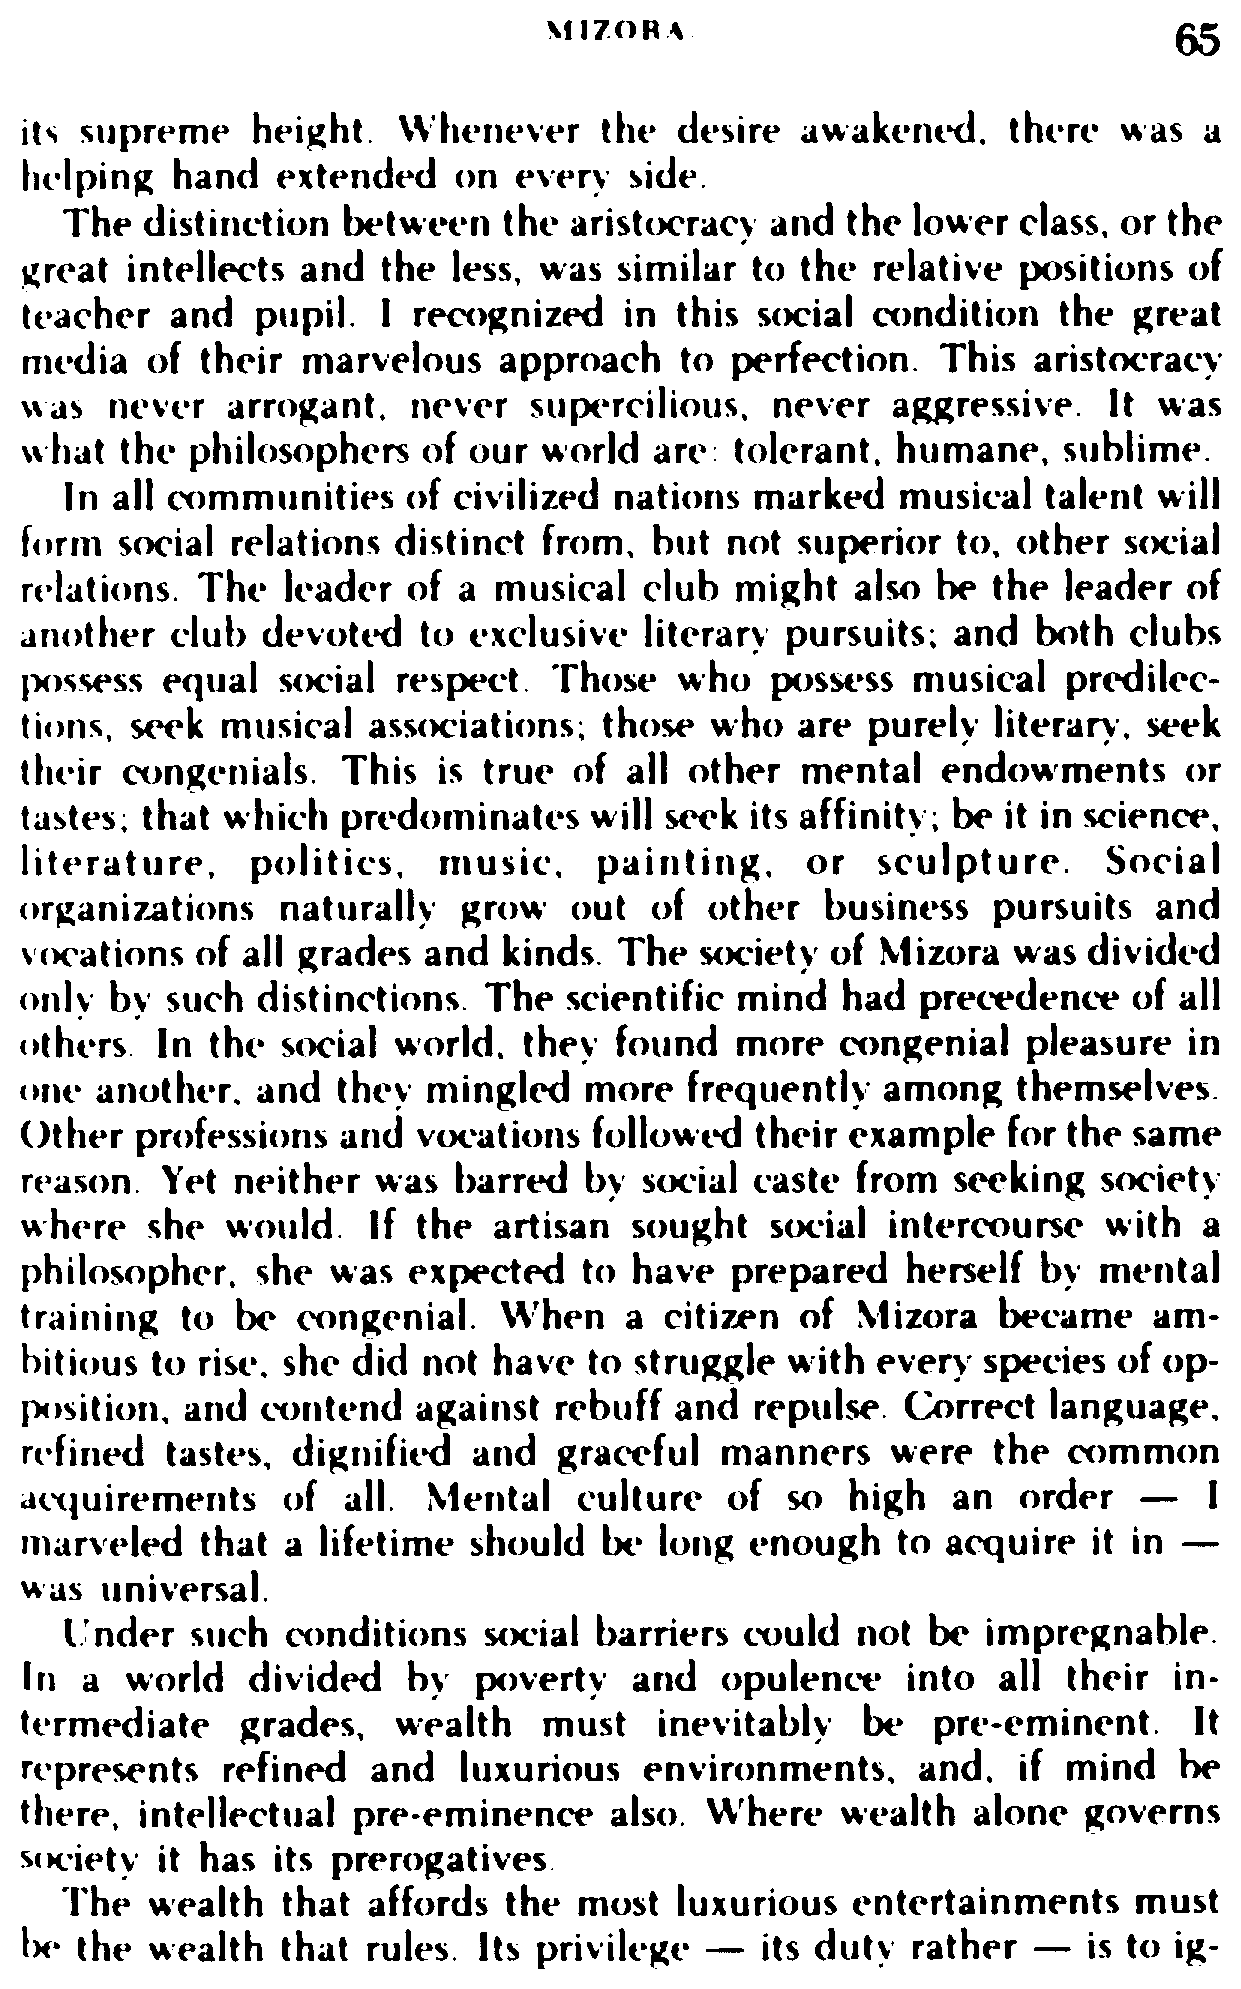 MIZORA 65
its supreme height. Whenever the desire awakened, there was a
helping hand extended on every side.
The distinction between the aristocracy and the lower class, or the
great intellects and the less, was similar to the relative positions of
teacher and pupil. I recognized in this social condition the great
media of their marvelous approach to perfection. This aristocracy
was never arrogant, never supercilious, never aggressive. It was
what the philosophers of our world are: tolerant, humane, sublime.
In all communities of civilized nations marked musical talent will
form social relations distinct from, but not superior to, other social
relations. The leader of a musical club might also be the leader of
another club devoted to exclusive literary pursuits; and both clubs
possess equal social respect. Those who possess musical predilec-
tions, seek musical associations; those who are purely literary, seek
their congenials. This is true of all other mental endowments or
tastes; that which predominates will seek its affinity; be it in science,
literature, politics, music, painting, or sculpture. Social
organizations naturally grow out of other business pursuits and
vocations of all grades and kinds. The society of Mizora was divided
only by such distinctions. The scientific mind had precedence of all
others. In the social world, they found more congenial pleasure in
one another, and they mingled more frequently among themselves.
Other professions and vocations followed their example for the same
reason. Yet neither was barred by social caste from seeking society
where she would. If the artisan sought social intercourse with a
philosopher, she was expected to have prepared herself by mental
training to be congenial. When a citizen of Mizora became am-
bitious to rise, she did not have to struggle with every species of op-
position, and contend against rebuff and repulse. Correct language,
refined tastes, dignified and graceful manners were the common
acquirements of all. Mental culture of so high an order — I
marveled that a lifetime should be long enough to acquire it in —
was universal.
Under such conditions social barriers could not be impregnable.
In a world divided by poverty and opulence into all their in-
termediate grades, wealth must inevitably be pre-eminent. It
represents refined and luxurious environments, and, if mind be
there, intellectual pre-eminence also. Where wealth alone governs
society it has its prerogatives.
The wealth that affords the most luxurious entertainments must
be the wealth that rules. Its privilege — its duty rather — is to ig-